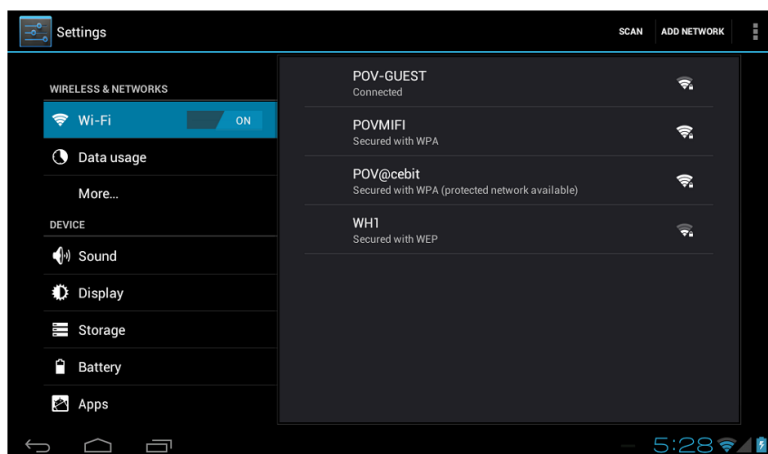 Settings
SCAN
ADD NETWORK
WIRELESS & NETWORKS
Wi-Fi
ON
Data usage
More...
DEVICE
Sound
Display
Storage
Battery
Apps
POV-GUEST
Connected
POVMIFI
Secured with WPA
POV@cebit
Secured with WPA (protected network available)
WH1
Secured with WEP
5:28